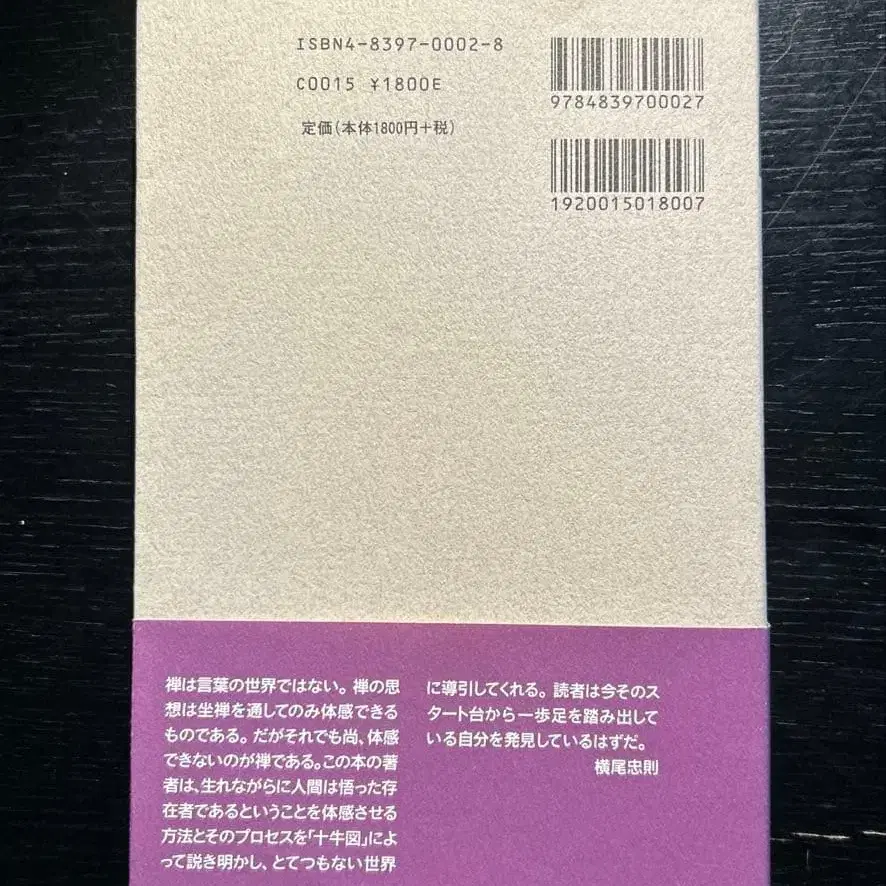 ISBN4-8397-0002-8
C0015 ¥1800E
定価(本体1800円+税)
9784839700027
1920015018007
禅は言葉の世界ではない。禅の思
想は坐禅を通してのみ体感できる
ものである。だがそれでも尚、体感
できないのが禅である。この本の著
者は、生れながらに人間は悟った存
在者であるということを体感させる
方法とそのプロセスを「十牛図」によ
って説き明かし、とてつもない世界
に導引してくれる。読者は今そのス
タート台から一歩足を踏み出して
いる自分を発見しているはずだ。
横尾忠則